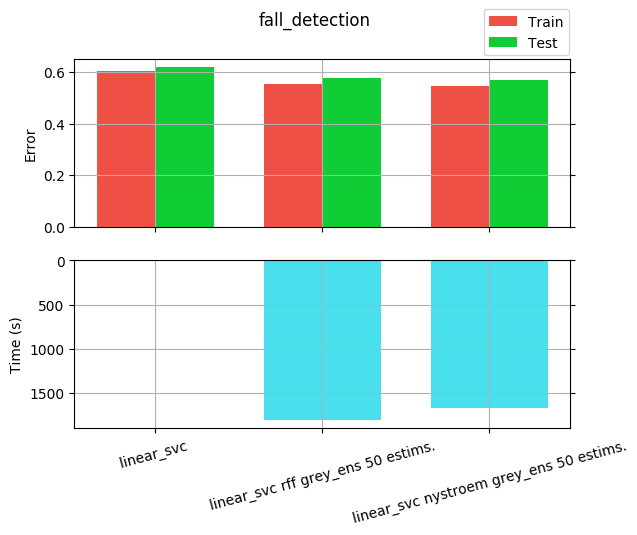 fall_detection
Train
Test
0.6
0.4
0.2
0.0
Error
0
500
1000
1500
Time (s)
linear_svc
linear_svc rff grey_ens 50 estims.
linear_svc nystroem grey_ens 50 estims.